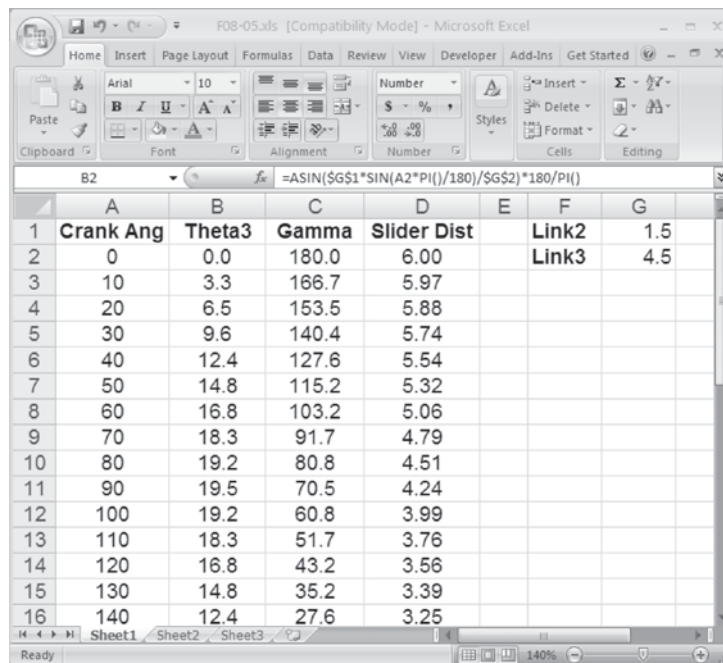 F08-05.xls [Compatibility Mode] - Microsoft Excel
Home Insert Page Layout Formulas Data Review View Developer Add-Ins Get Started
Paste
Arial 10
B I U A A
A
Number
$ % ,
.00 .0
Styles
Insert
Delete
Format
Σ
Clipboard Font Alignment Number Cells Editing
B2 fx =ASIN($G$1*SIN(A2*PI()/180)/$G$2)*180/PI()
A B C D E F G
1 Crank Ang Theta3 Gamma Slider Dist Link2 1.5
2 0 0.0 180.0 6.00 Link3 4.5
3 10 3.3 166.7 5.97
4 20 6.5 153.5 5.88
5 30 9.6 140.4 5.74
6 40 12.4 127.6 5.54
7 50 14.8 115.2 5.32
8 60 16.8 103.2 5.06
9 70 18.3 91.7 4.79
10 80 19.2 80.8 4.51
11 90 19.5 70.5 4.24
12 100 19.2 60.8 3.99
13 110 18.3 51.7 3.76
14 120 16.8 43.2 3.56
15 130 14.8 35.2 3.39
16 140 12.4 27.6 3.25
Sheet1 Sheet2 Sheet3
Ready 140%